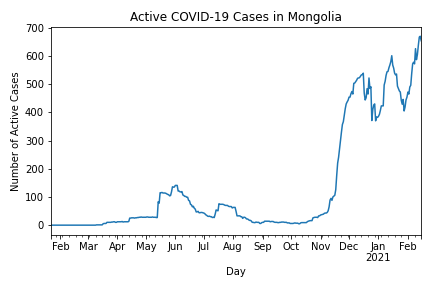 Active COVID-19 Cases in Mongolia
Number of Active Cases
700
600
500
400
300
200
100
0
Feb Mar Apr May Jun Jul Aug Sep Oct Nov Dec Jan Feb
2021
Day